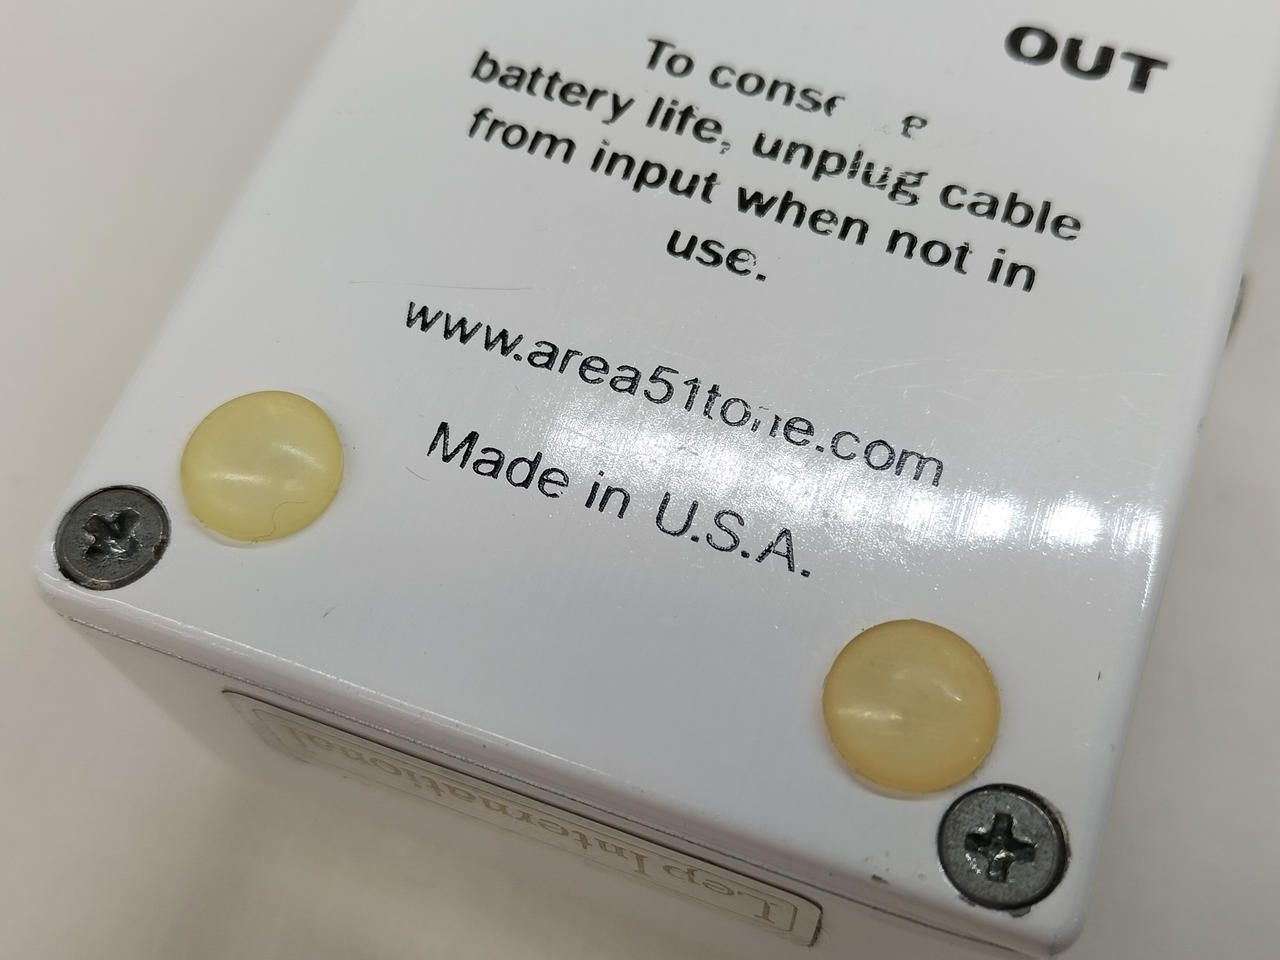 OUT
To conse e
battery life, unplug cable
from input when not in
use.
www.area51tone.com
Made in U.S.A.
Lep International